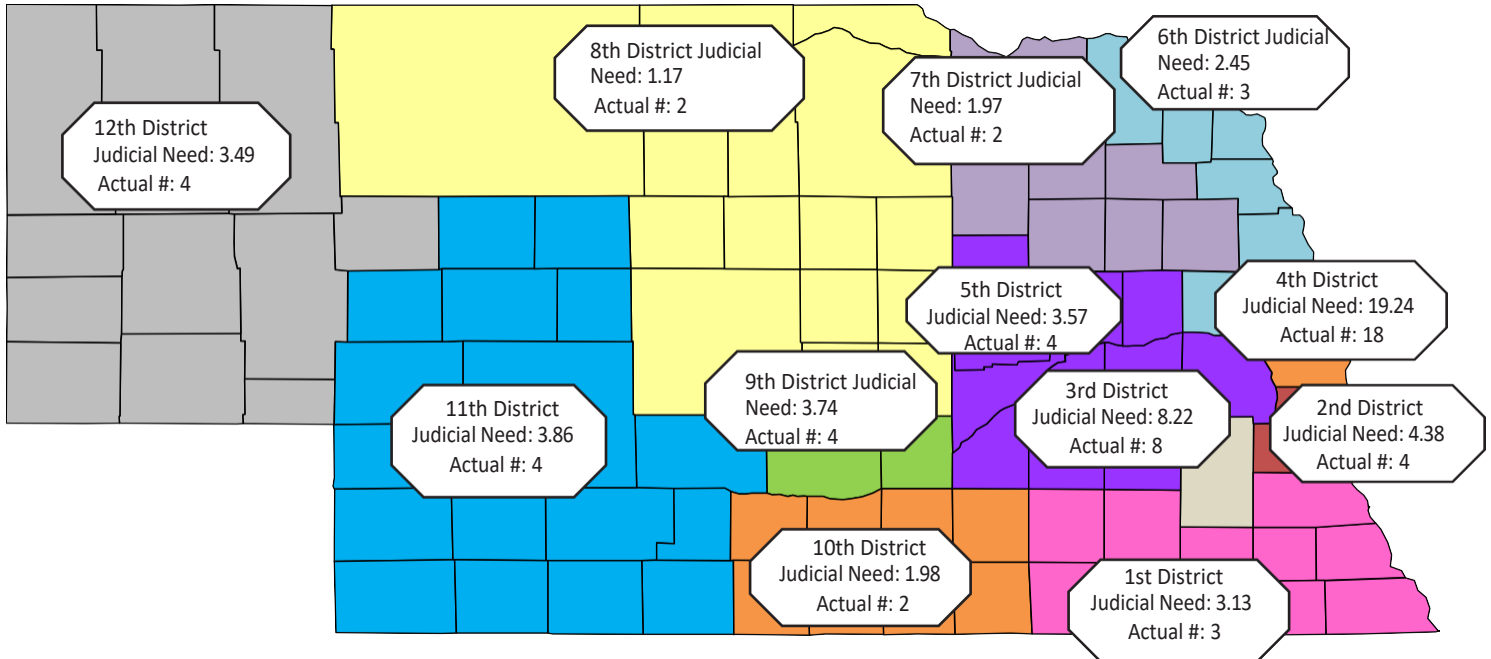 8th District Judicial
Need: 1.17
Actual #: 2
6th District Judicial
Need: 2.45
Actual #: 3
7th District Judicial
Need: 1.97
Actual #: 2
12th District
Judicial Need: 3.49
Actual #: 4
5th District
Judicial Need: 3.57
Actual #: 4
4th District
Judicial Need: 19.24
Actual #: 18
9th District Judicial
Need: 3.74
Actual #: 4
3rd District
Judicial Need: 8.22
Actual #: 8
2nd District
Judicial Need: 4.38
Actual #: 4
11th District
Judicial Need: 3.86
Actual #: 4
10th District
Judicial Need: 1.98
Actual #: 2
1st District
Judicial Need: 3.13
Actual #: 3